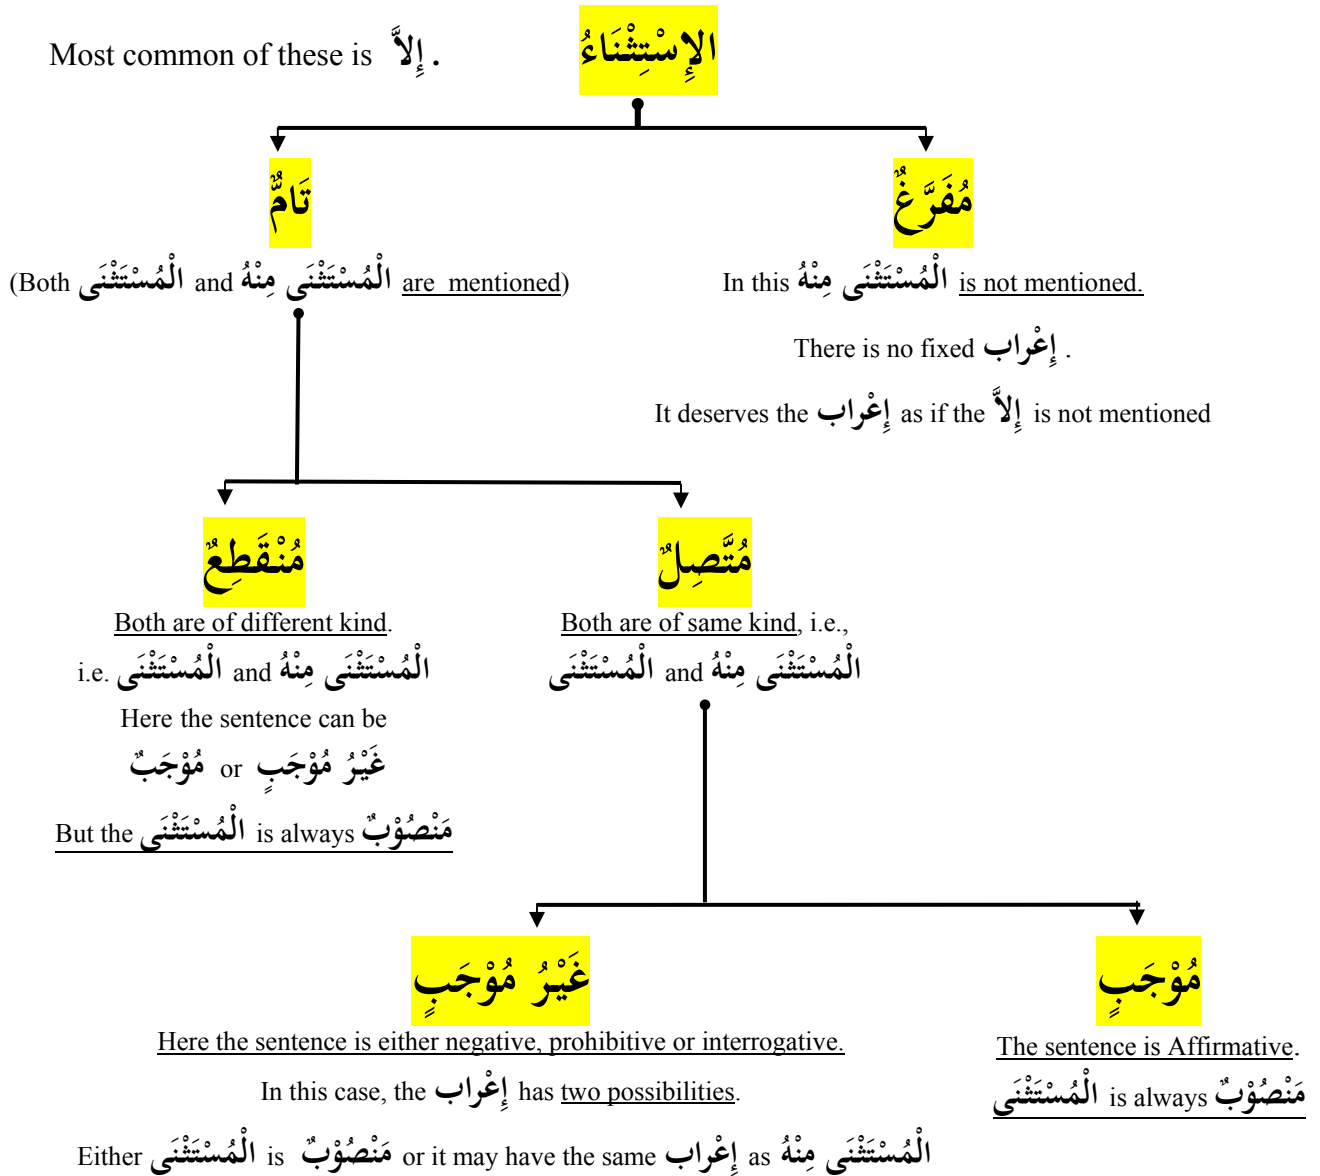 Most common of these is إِلاَّ .
الإِسْتِثْنَاءُ
تَامٌّ
(Both الْمُسْتَثْنَى and الْمُسْتَثْنَى مِنْهُ are mentioned)
مُفَرَّغٌ
In this الْمُسْتَثْنَى مِنْهُ is not mentioned.
There is no fixed إِعْراب .
It deserves the إِعْراب as if the إِلاَّ is not mentioned
مُنْقَطِعٌ
Both are of different kind.
i.e. الْمُسْتَثْنَى and الْمُسْتَثْنَى مِنْهُ
Here the sentence can be
مُوْجَبٌ or غَيْرُ مُوْجَبٍ
But the الْمُسْتَثْنَى is always مَنْصُوْبٌ
مُتَّصِلٌ
Both are of same kind, i.e.,
الْمُسْتَثْنَى and الْمُسْتَثْنَى مِنْهُ
غَيْرُ مُوْجَبٍ
Here the sentence is either negative, prohibitive or interrogative.
In this case, the إِعْراب has two possibilities.
Either الْمُسْتَثْنَى is مَنْصُوْبٌ or it may have the same إِعْراب as الْمُسْتَثْنَى مِنْهُ
مُوْجَبٍ
The sentence is Affirmative.
الْمُسْتَثْنَى is always مَنْصُوْبٌ